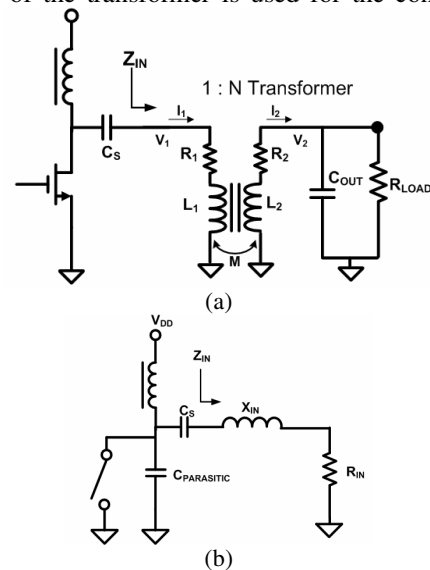 of the transformer is used for the con
Z_IN
1 : N Transformer
I_1
I_2
C_S
V_1
V_2
R_1
R_2
C_OUT
R_LOAD
L_1
L_2
M
(a)
V_DD
Z_IN
C_S
X_IN
C_PARASITIC
R_IN
(b)